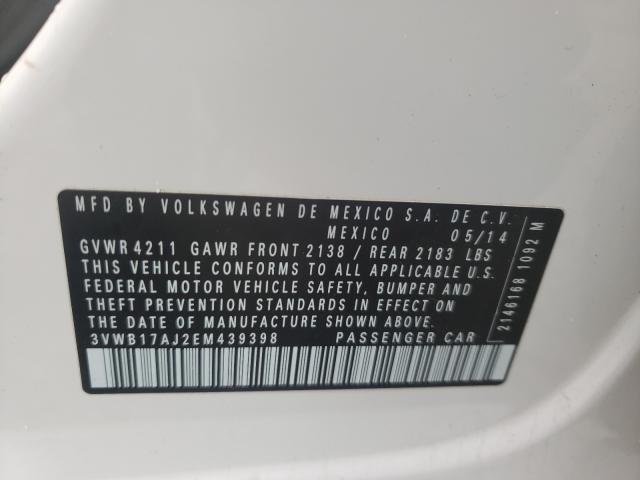 MFD BY VOLKSWAGEN DE MEXICO S.A. DE C.V.
MEXICO 05/14
GVWR 4211 GAWR FRONT 2138 / REAR 2183 LBS
THIS VEHICLE CONFORMS TO ALL APPLICABLE U.S.
FEDERAL MOTOR VEHICLE SAFETY, BUMPER AND
THEFT PREVENTION STANDARDS IN EFFECT ON
THE DATE OF MANUFACTURE SHOWN ABOVE.
3VWB17AJ2EM439398 PASSENGER CAR
2146168 1092 M